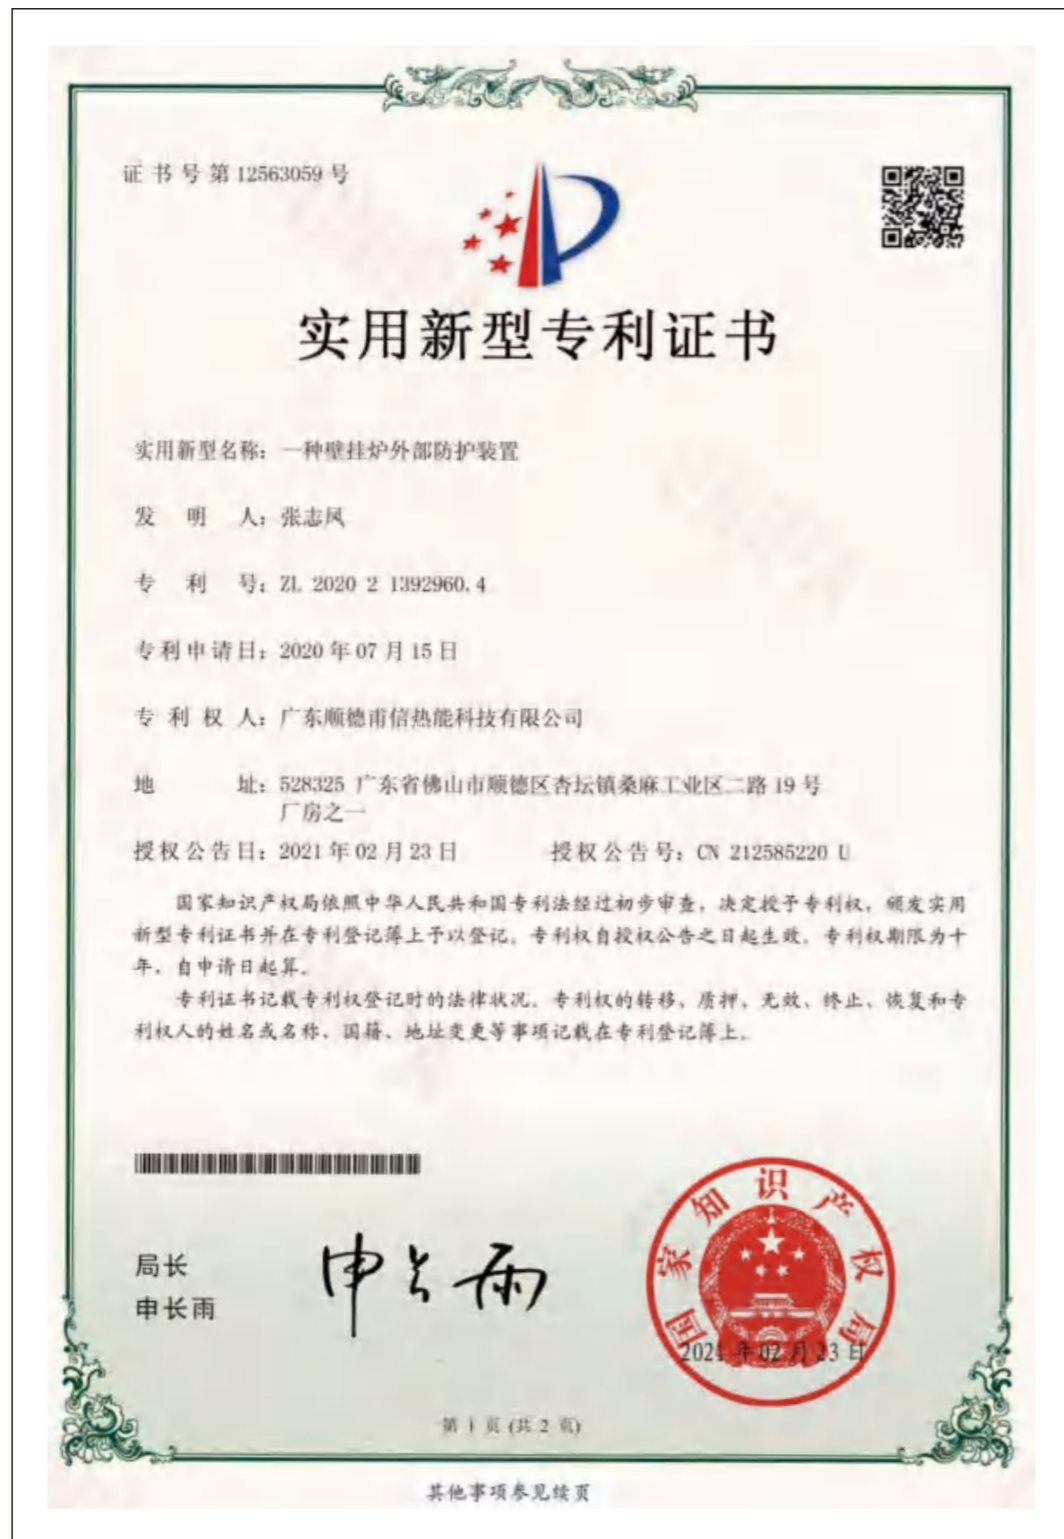 证书号第12563059号
实用新型专利证书
实用新型名称：一种壁挂炉外部防护装置
发明人：张志风
专利号：ZL 2020 2 1392960.4
专利申请日：2020年07月15日
专利权人：广东顺德甫信热能科技有限公司
地址：528325 广东省佛山市顺德区杏坛镇桑麻工业区二路19号
厂房之一
授权公告日：2021年02月23日 授权公告号：CN 212585220 U
国家知识产权局依照中华人民共和国专利法经过初步审查，决定授予专利权，颁发实用
新型专利证书并在专利登记簿上予以登记。专利权自授权公告之日起生效。专利权期限为十
年，自申请日起算。
专利证书记载专利权登记时的法律状况。专利权的转移、质押、无效、终止、恢复和专
利权人的姓名或名称、国籍、地址变更等事项记载在专利登记簿上。
局长
申长雨
申长雨
国家知识产权局
2021年02月23日
第1页(共2页)
其他事项参见续页